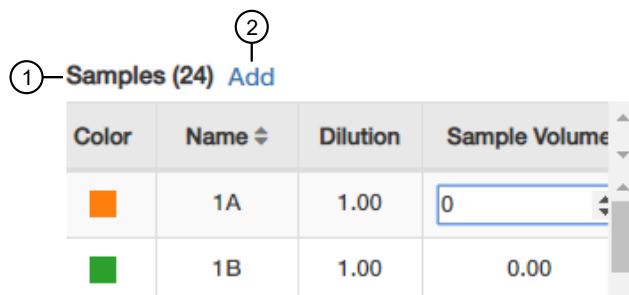 2
1 Samples (24) Add
Color Name Dilution Sample Volume
1A 1.00 0
1B 1.00 0.00